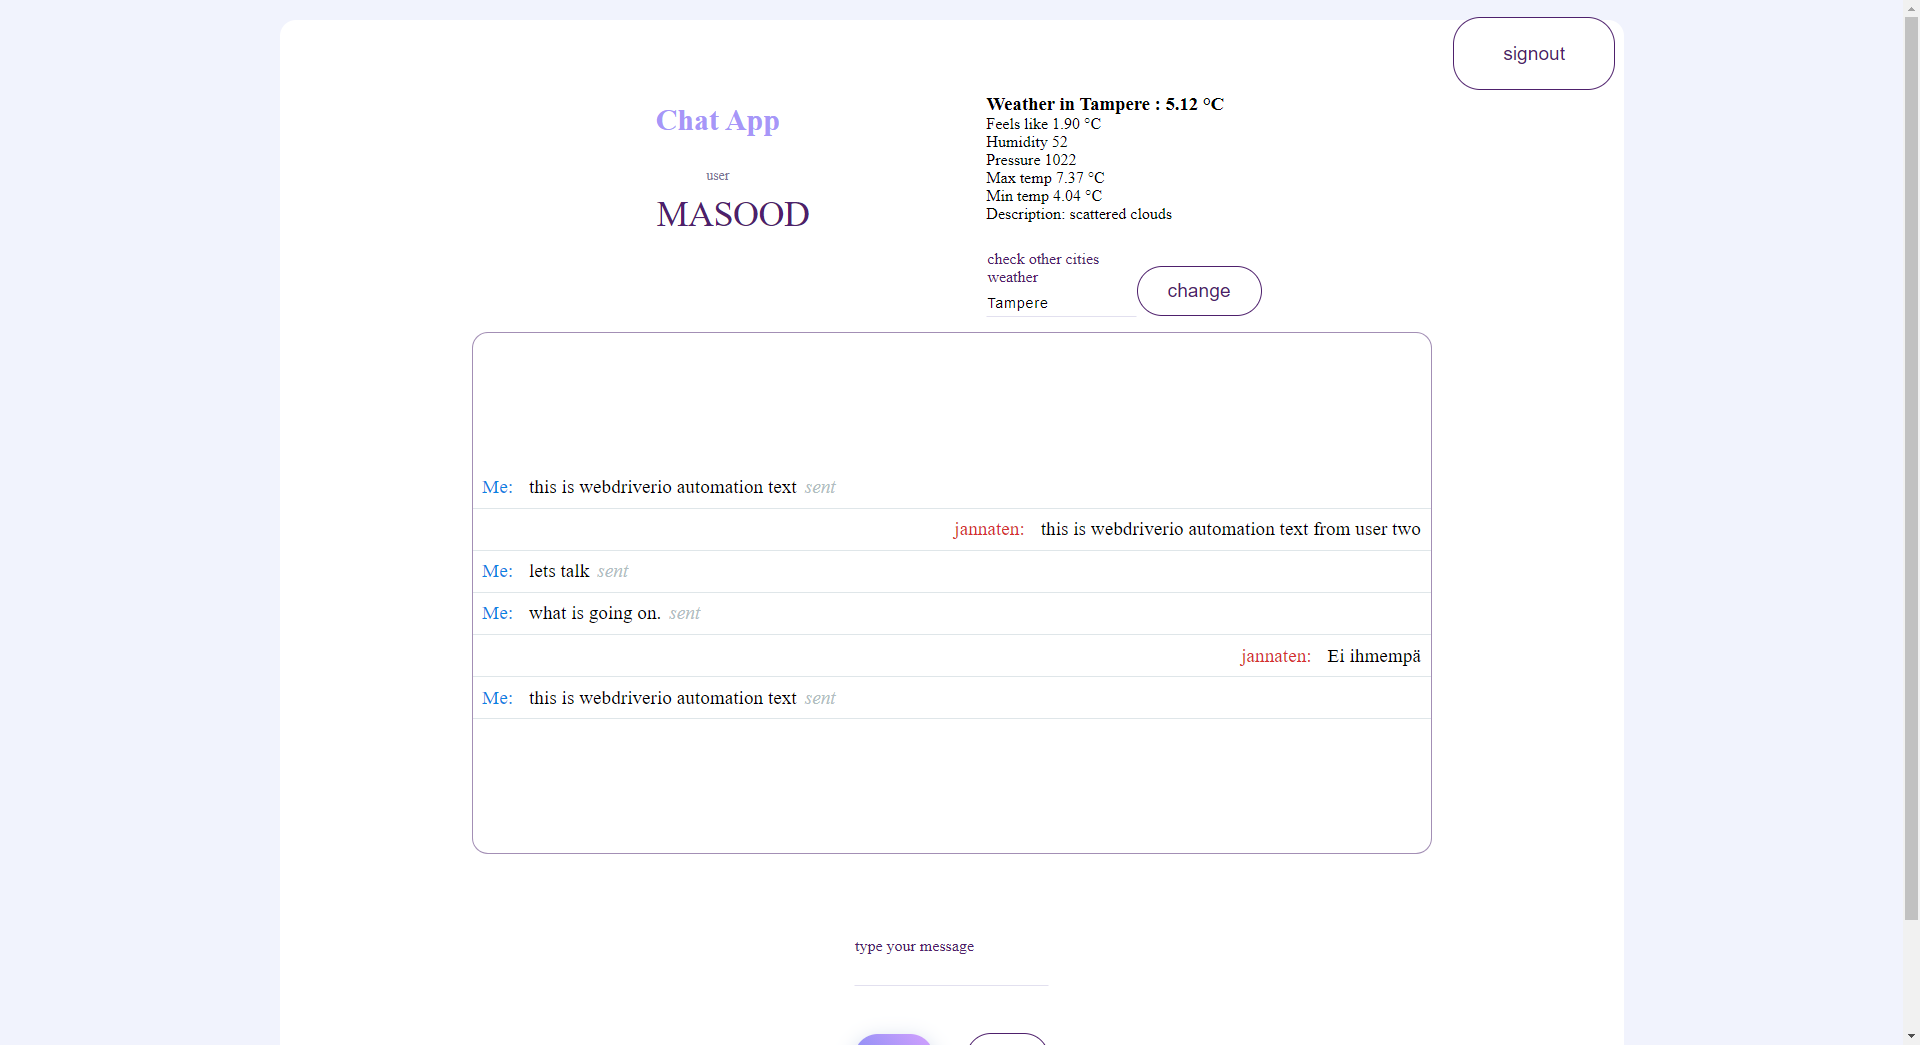 signout
Chat App
user
MASOOD
Weather in Tampere : 5.12 °C
Feels like 1.90 °C
Humidity 52
Pressure 1022
Max temp 7.37 °C
Min temp 4.04 °C
Description: scattered clouds
check other cities
weather
Tampere
change
Me: this is webdriverio automation text sent
jannaten: this is webdriverio automation text from user two
Me: lets talk sent
Me: what is going on. sent
jannaten: Ei ihmempä
Me: this is webdriverio automation text sent
type your message